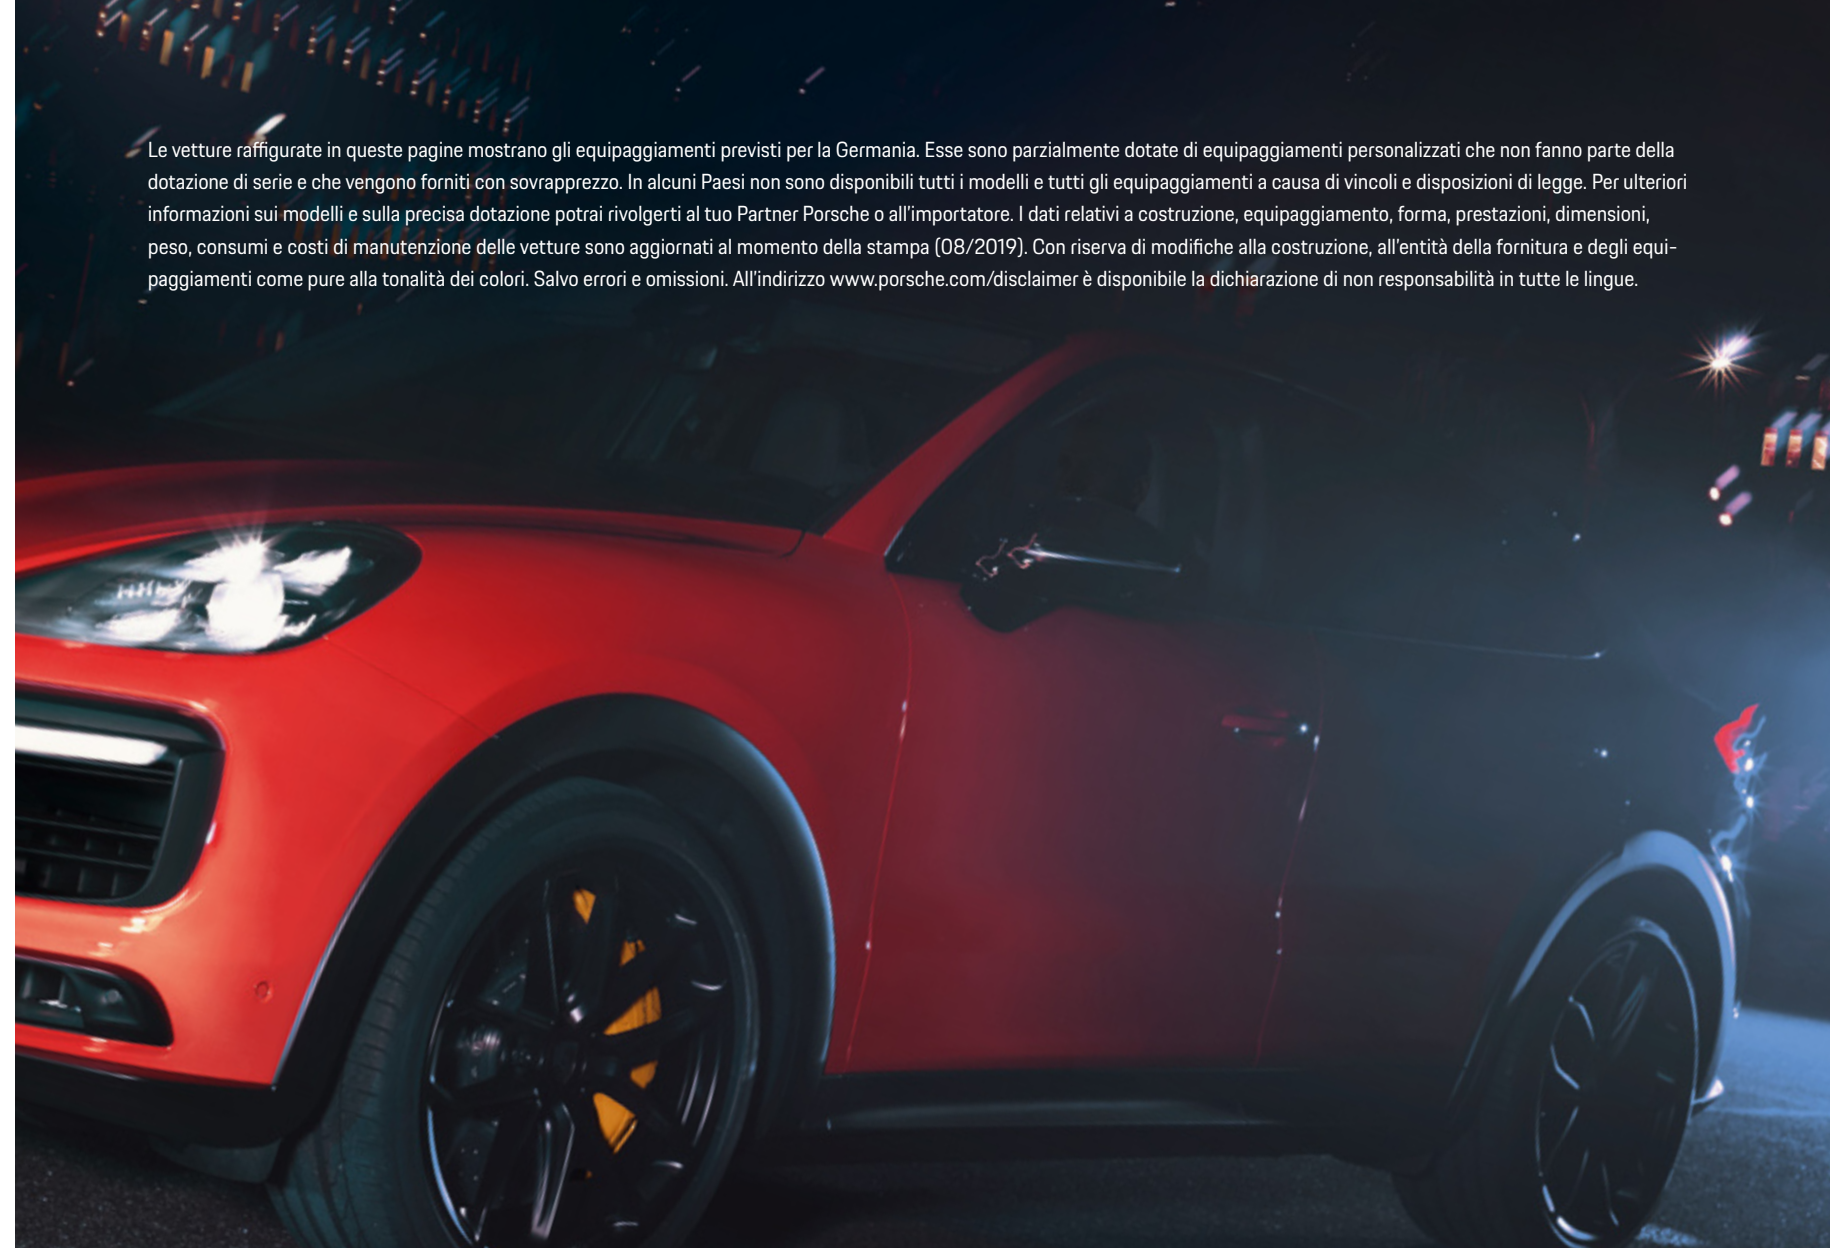 Le vetture raffigurate in queste pagine mostrano gli equipaggiamenti previsti per la Germania. Esse sono parzialmente dotate di equipaggiamenti personalizzati che non fanno parte della
dotazione di serie e che vengono forniti con sovrapprezzo. In alcuni Paesi non sono disponibili tutti i modelli e tutti gli equipaggiamenti a causa di vincoli e disposizioni di legge. Per ulteriori
informazioni sui modelli e sulla precisa dotazione potrai rivolgerti al tuo Partner Porsche o all'importatore. I dati relativi a costruzione, equipaggiamento, forma, prestazioni, dimensioni,
peso, consumi e costi di manutenzione delle vetture sono aggiornati al momento della stampa (08/2019). Con riserva di modifiche alla costruzione, all'entità della fornitura e degli equi-
paggiamenti come pure alla tonalità dei colori. Salvo errori e omissioni. All'indirizzo www.porsche.com/disclaimer è disponibile la dichiarazione di non responsabilità in tutte le lingue.